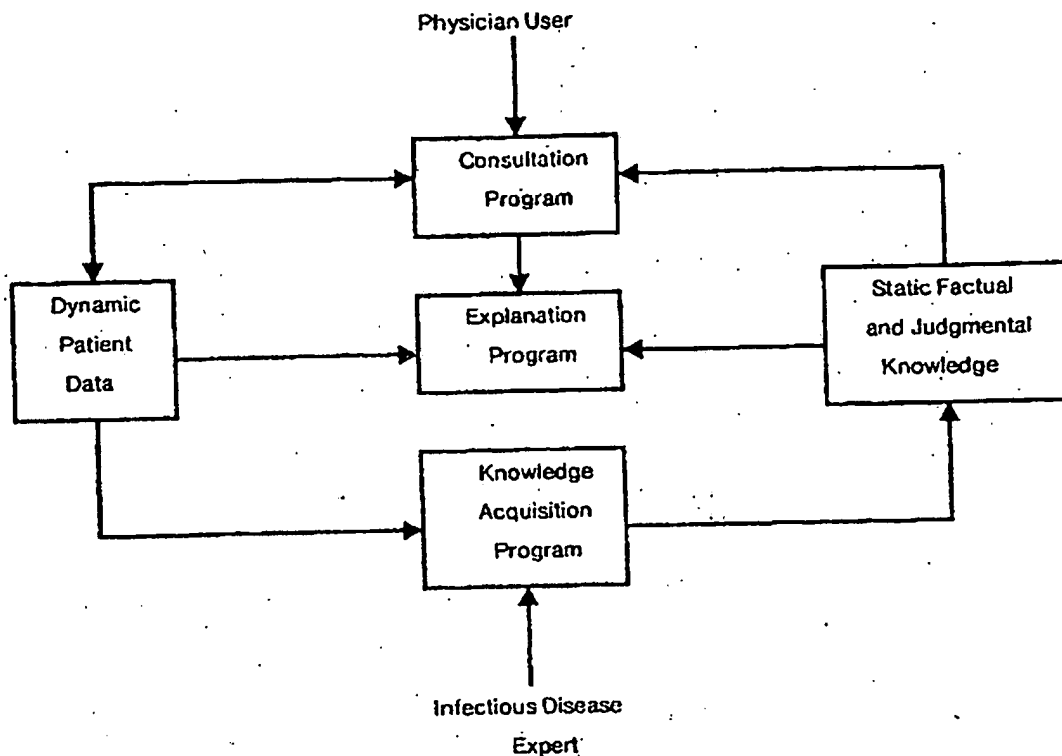 Physician User
Consultation
Program
Dynamic
Patient
Data
Explanation
Program
Static Factual
and Judgmental
Knowledge
Knowledge
Acquisition
Program
Infectious Disease
Expert